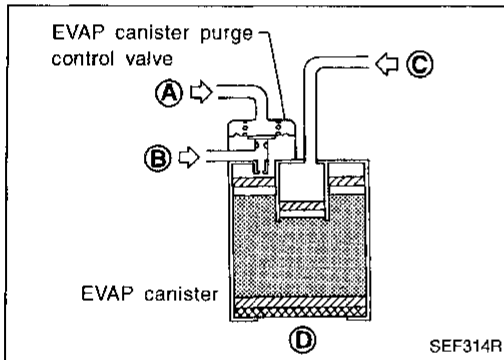 EVAP canister purge
control valve
A
C
B
EVAP canister
D
SEF314R